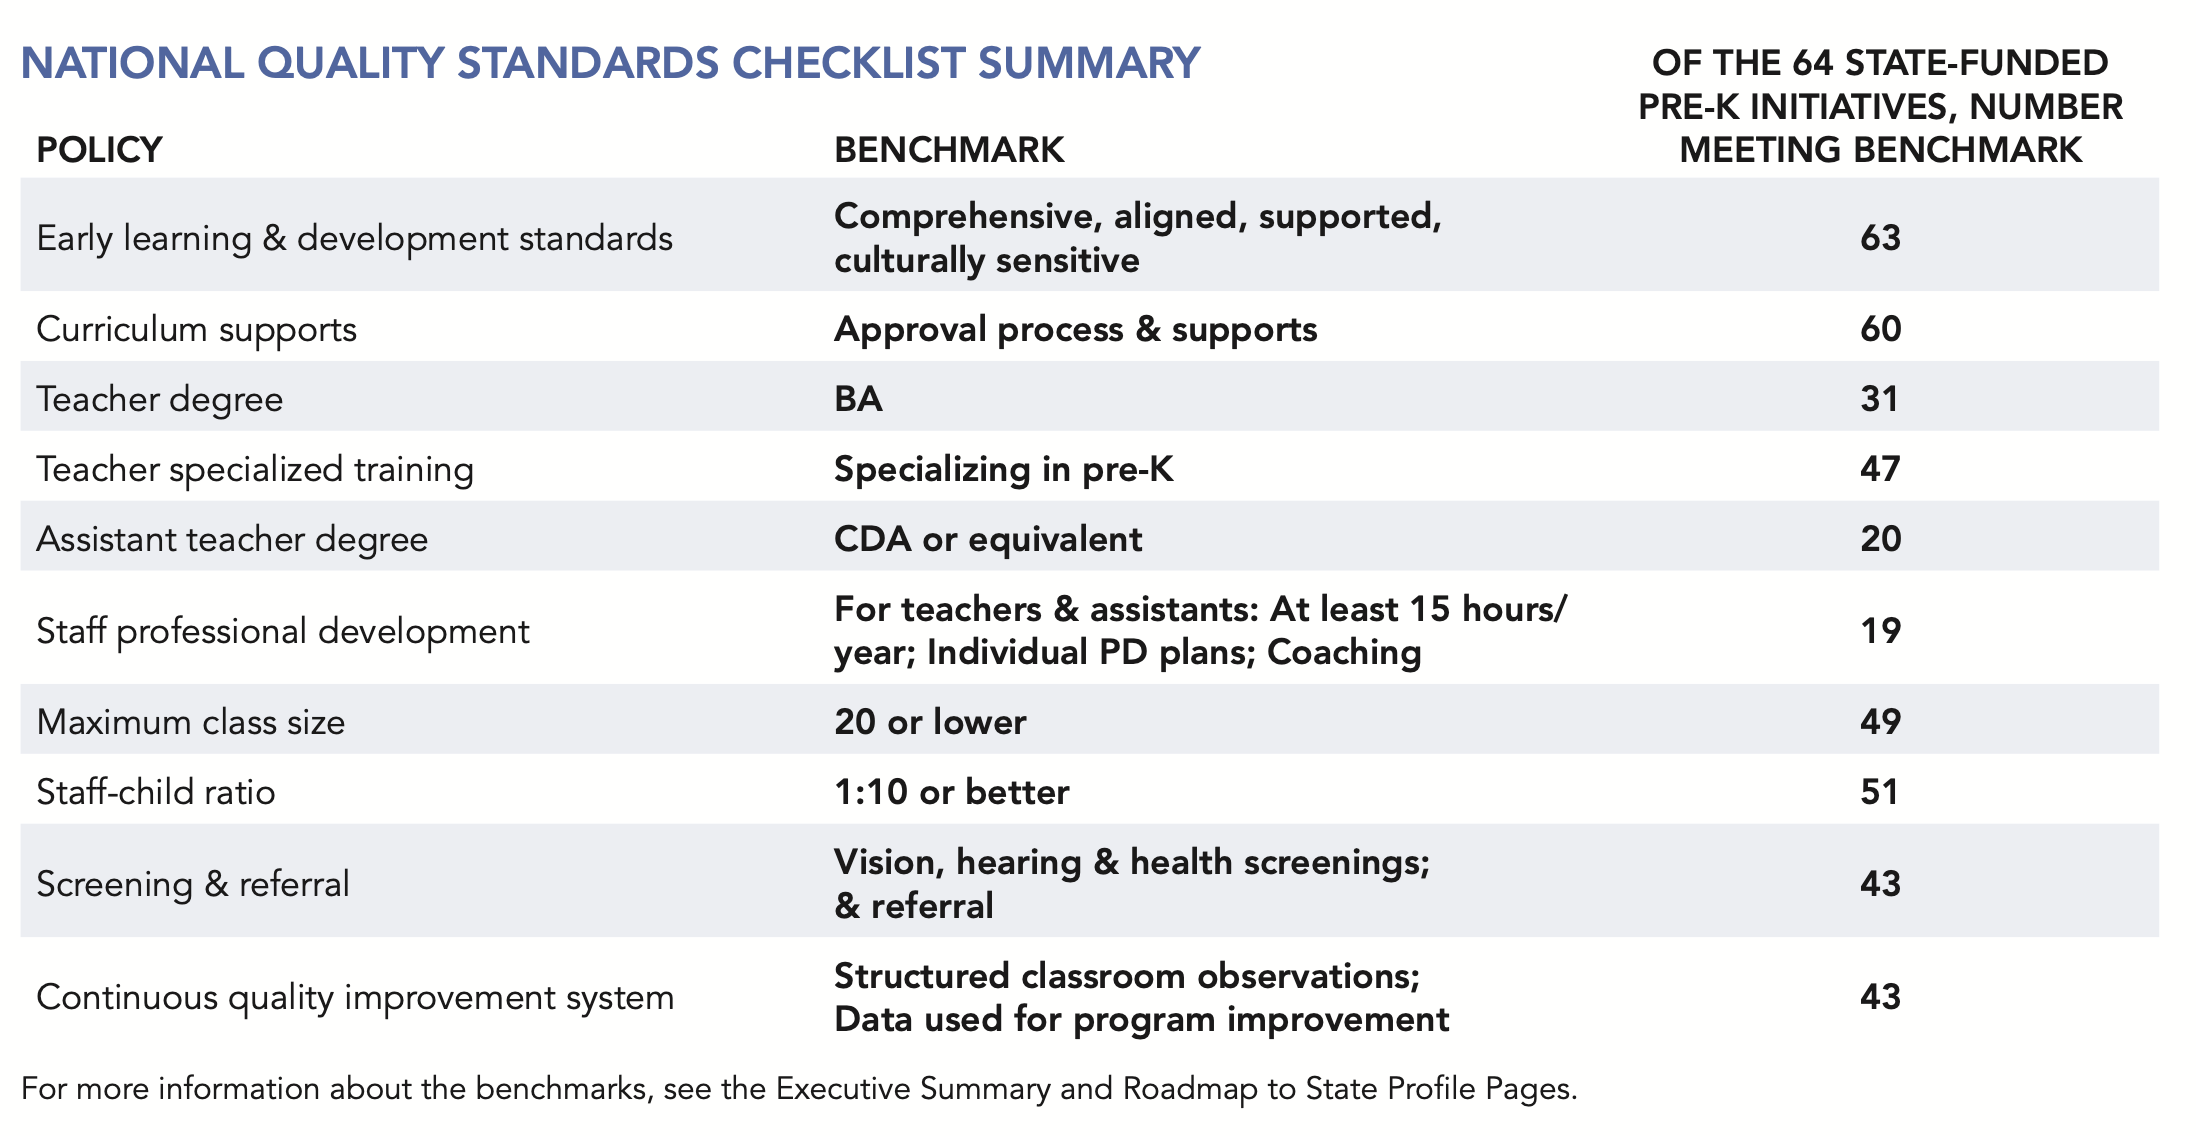 NATIONAL QUALITY STANDARDS CHECKLIST SUMMARY
OF THE 64 STATE-FUNDED
PRE-K INITIATIVES, NUMBER
MEETING BENCHMARK
POLICY
BENCHMARK
Early learning & development standards
Comprehensive, aligned, supported,
culturally sensitive
63
Curriculum supports
Approval process & supports
60
Teacher degree
BA
31
Teacher specialized training
Specializing in pre-K
47
Assistant teacher degree
CDA or equivalent
20
Staff professional development
For teachers & assistants: At least 15 hours/
year; Individual PD plans; Coaching
19
Maximum class size
20 or lower
49
Staff-child ratio
1:10 or better
51
Screening & referral
Vision, hearing & health screenings;
& referral
43
Continuous quality improvement system
Structured classroom observations;
Data used for program improvement
43
For more information about the benchmarks, see the Executive Summary and Roadmap to State Profile Pages.